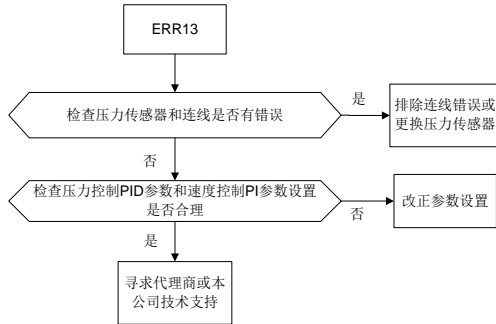 ERR13
检查压力传感器和连线是否有错误
是
排除连线错误或
更换压力传感器
否
检查压力控制PID参数和速度控制PI参数设置
是否合理
否
改正参数设置
是
寻求代理商或本
公司技术支持